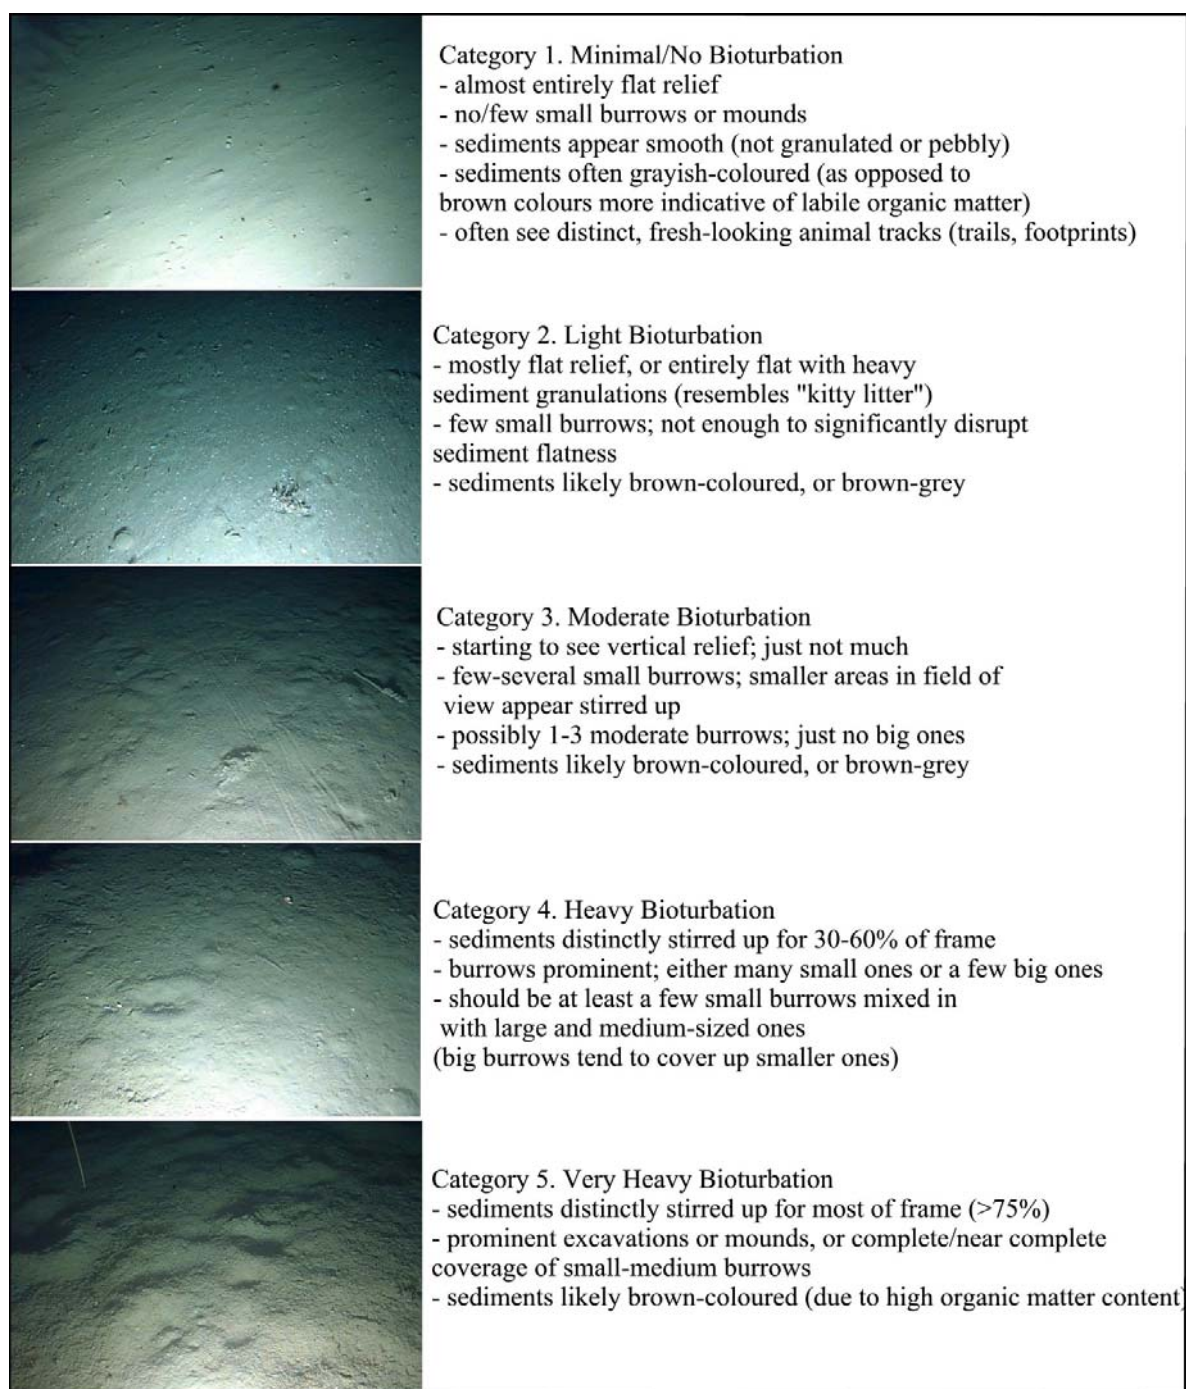 Category 1. Minimal/No Bioturbation
- almost entirely flat relief
- no/few small burrows or mounds
- sediments appear smooth (not granulated or pebbly)
- sediments often grayish-coloured (as opposed to
brown colours more indicative of labile organic matter)
- often see distinct, fresh-looking animal tracks (trails, footprints)
Category 2. Light Bioturbation
- mostly flat relief, or entirely flat with heavy
sediment granulations (resembles "kitty litter")
- few small burrows; not enough to significantly disrupt
sediment flatness
- sediments likely brown-coloured, or brown-grey
Category 3. Moderate Bioturbation
- starting to see vertical relief; just not much
- few-several small burrows; smaller areas in field of
view appear stirred up
- possibly 1-3 moderate burrows; just no big ones
- sediments likely brown-coloured, or brown-grey
Category 4. Heavy Bioturbation
- sediments distinctly stirred up for 30-60% of frame
- burrows prominent; either many small ones or a few big ones
- should be at least a few small burrows mixed in
with large and medium-sized ones
(big burrows tend to cover up smaller ones)
Category 5. Very Heavy Bioturbation
- sediments distinctly stirred up for most of frame (>75%)
- prominent excavations or mounds, or complete/near complete
coverage of small-medium burrows
- sediments likely brown-coloured (due to high organic matter content)